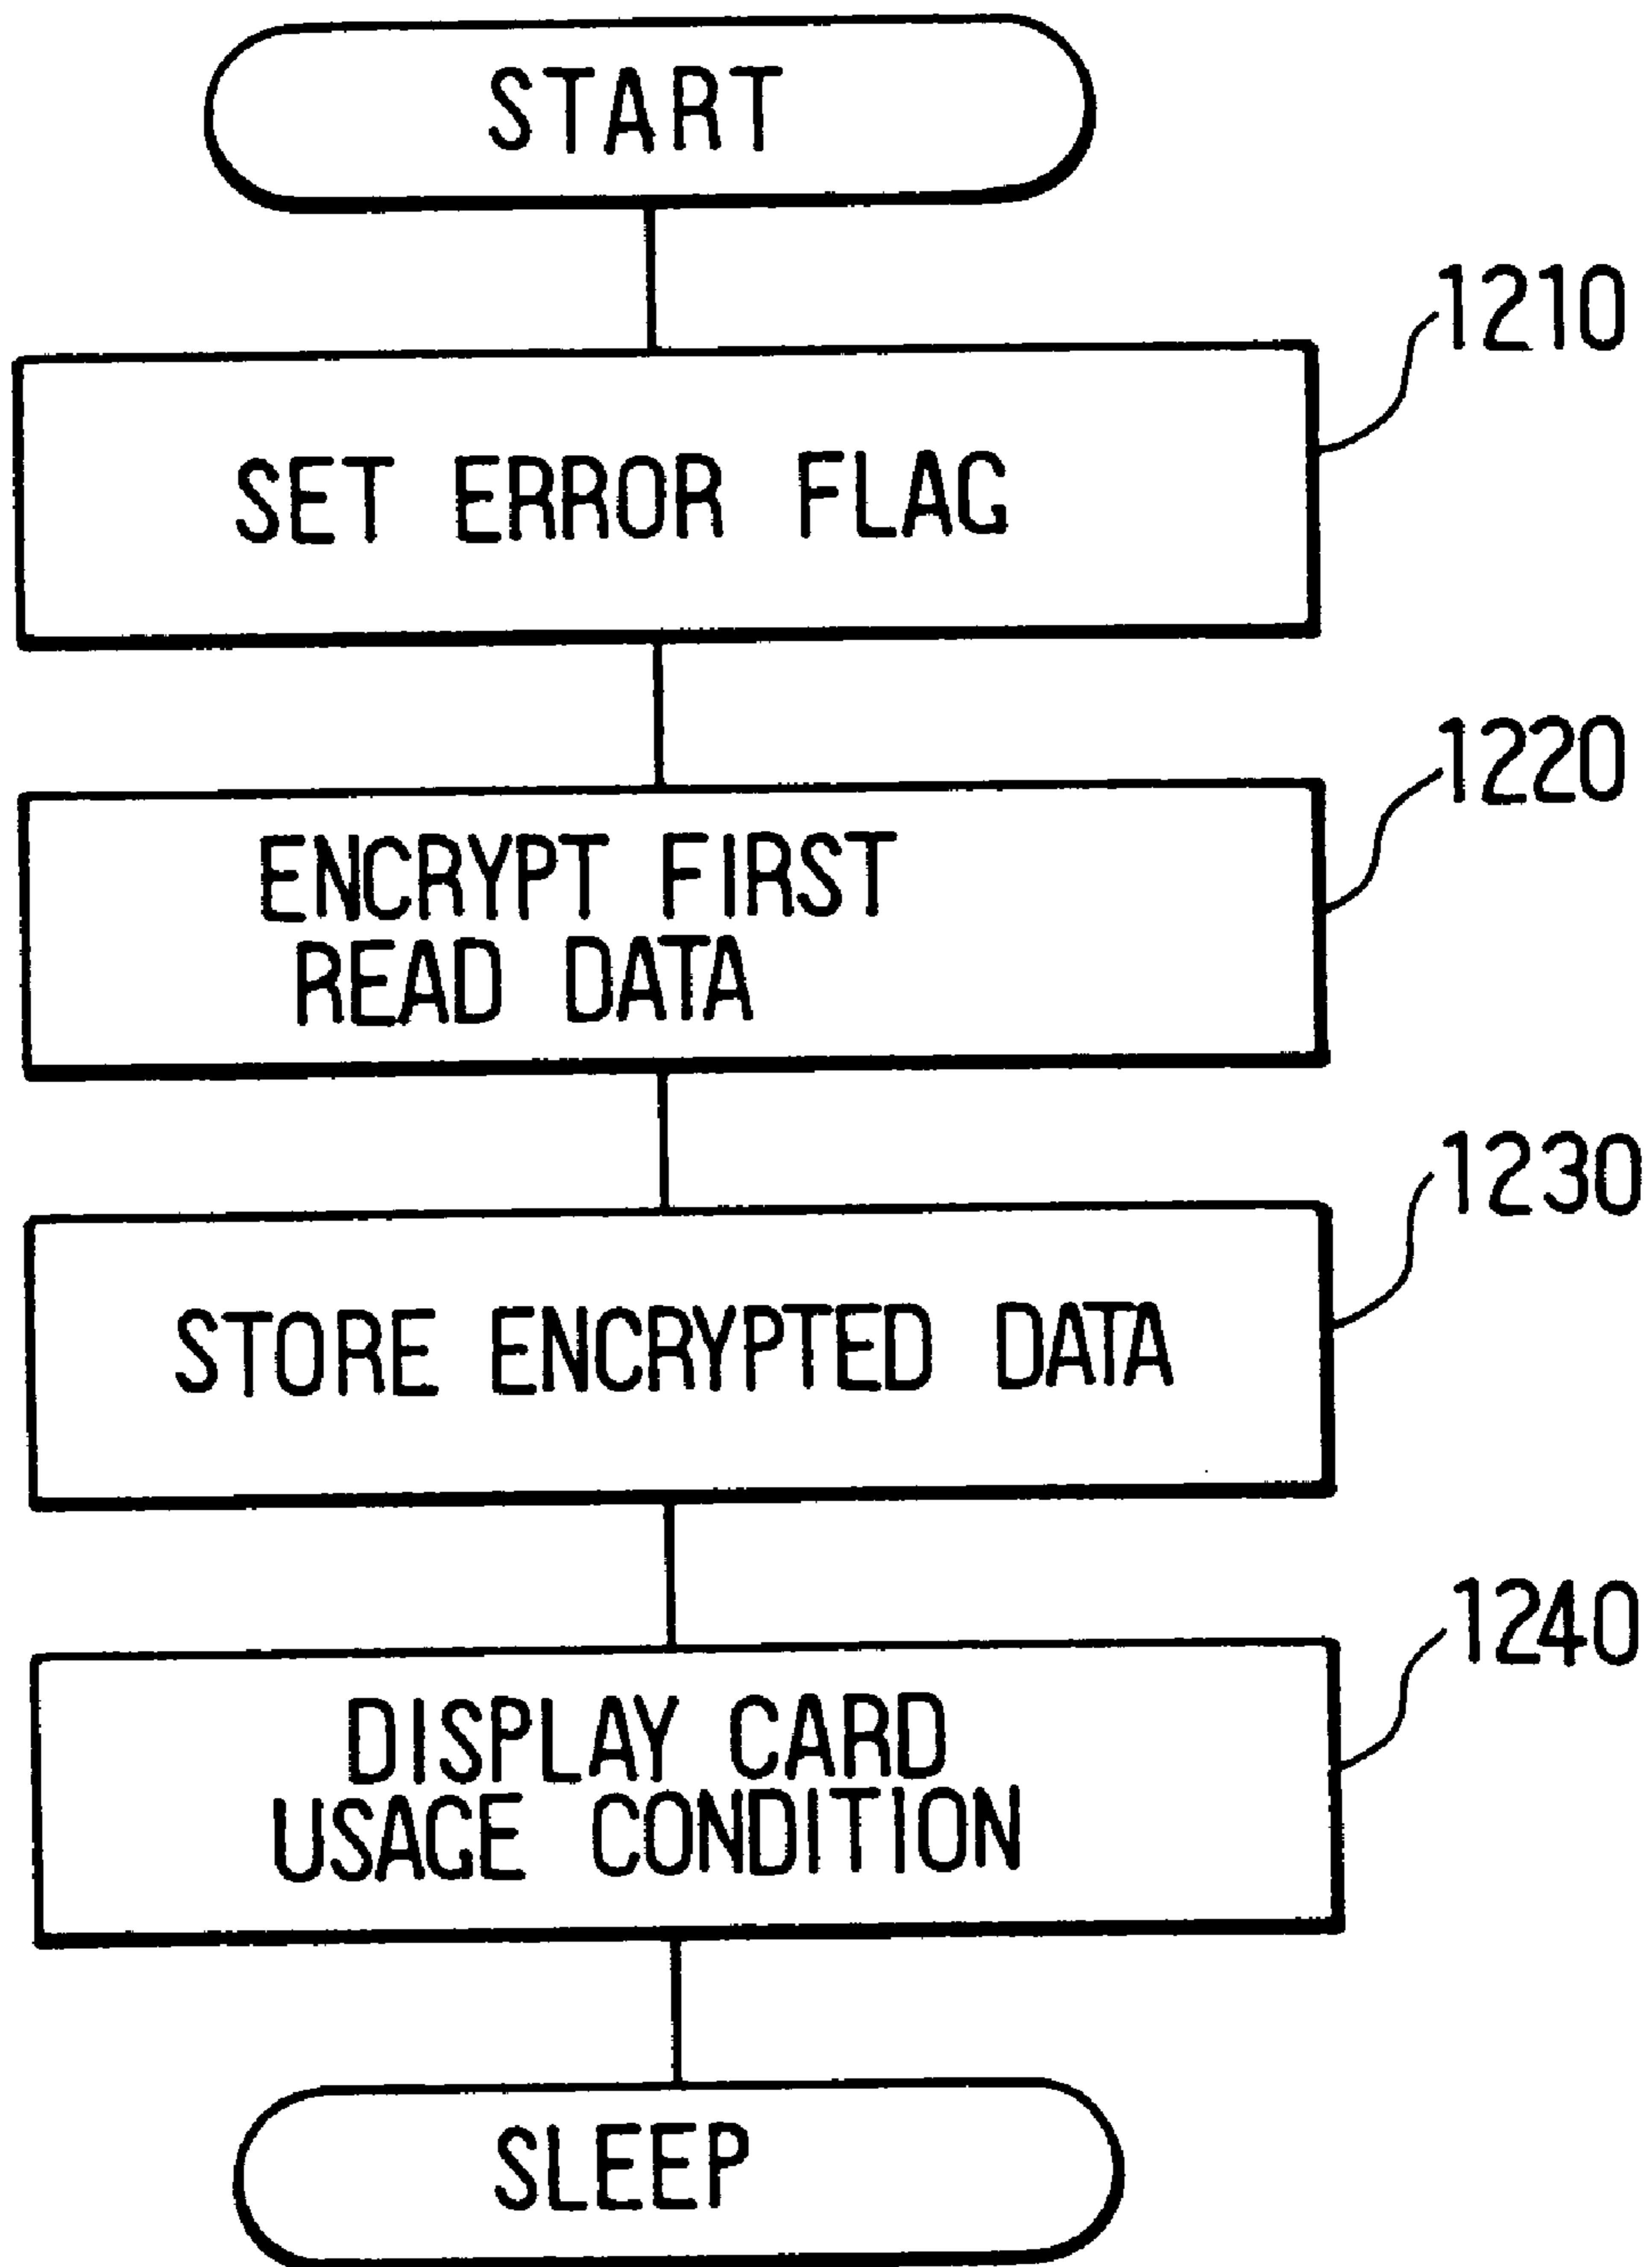 START
1210
SET ERROR FLAG
1220
ENCRYPT FIRST
READ DATA
1230
STORE ENCRYPTED DATA
1240
DISPLAY CARD
USAGE CONDITION
SLEEP